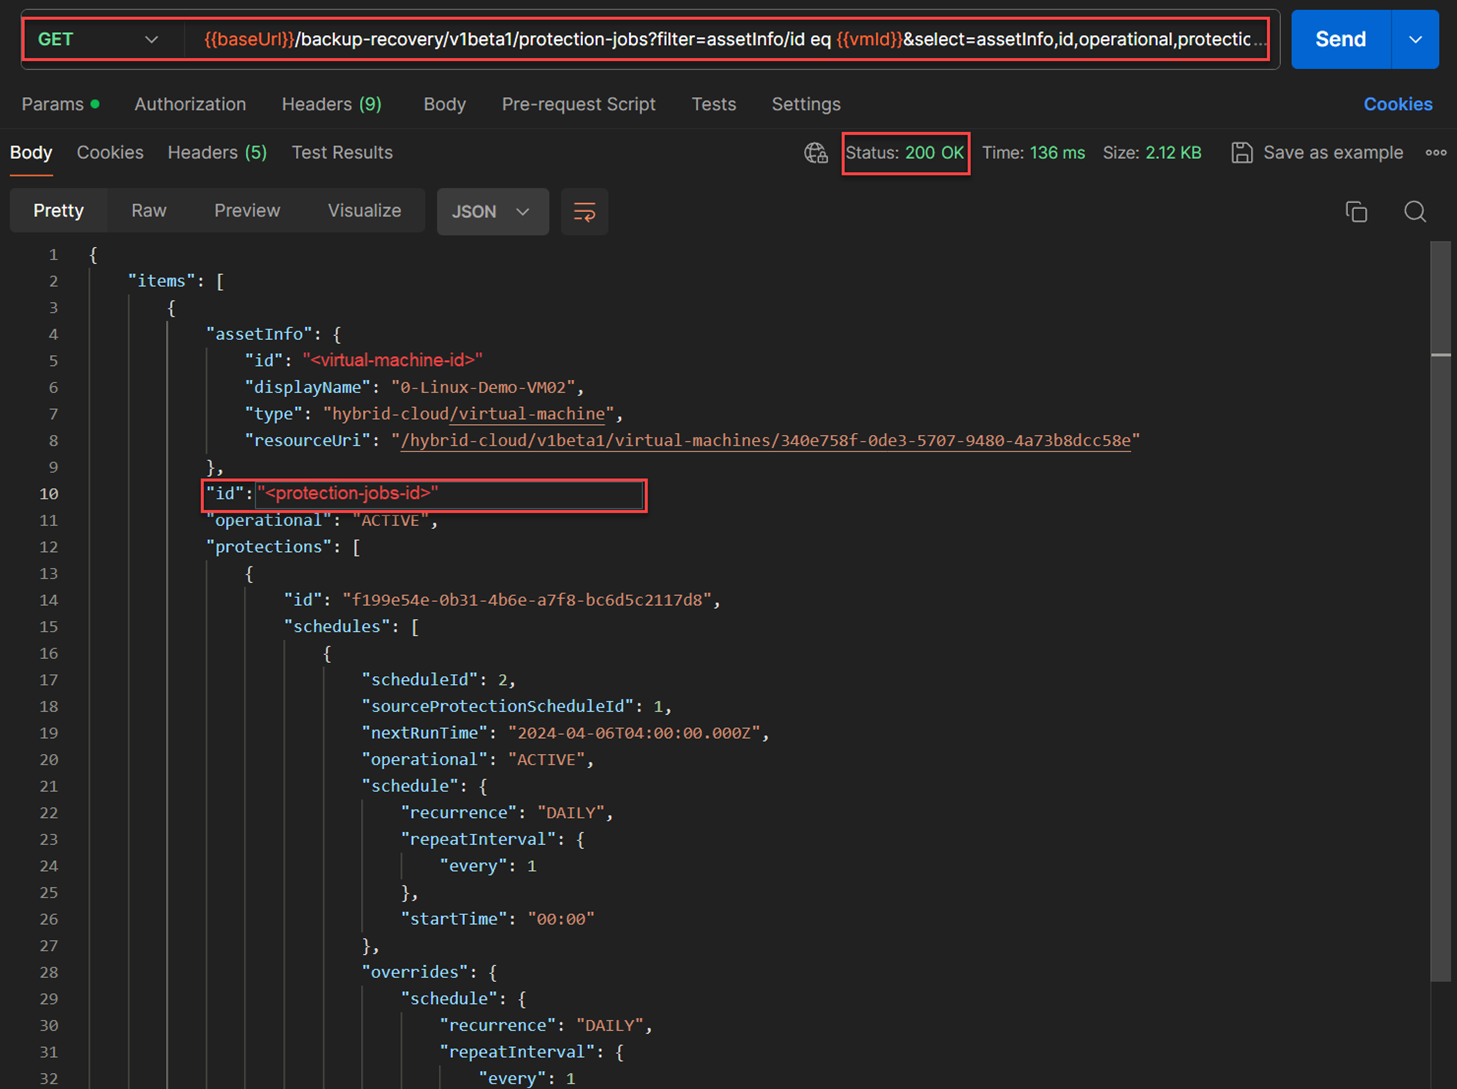 GET {{baseUrl}}/backup-recovery/v1beta1/protection-jobs?filter=assetInfo/id eq {{vmId}}&select=assetInfo,id,operational,protectic... Send
Params Authorization Headers (9) Body Pre-request Script Tests Settings Cookies
Body Cookies Headers (5) Test Results Status: 200 OK Time: 136 ms Size: 2.12 KB Save as example
Pretty Raw Preview Visualize JSON
1 {
2 "items": [
3 {
4 "assetInfo": {
5 "id": "<virtual-machine-id>"
6 "displayName": "0-Linux-Demo-VM02",
7 "type": "hybrid-cloud/virtual-machine",
8 "resourceUri": "/hybrid-cloud/v1beta1/virtual-machines/340e758f-0de3-5707-9480-4a73b8dcc58e"
9 },
10 "id": "<protection-jobs-id>"
11 "operational": "ACTIVE",
12 "protections": [
13 {
14 "id": "f199e54e-0b31-4b6e-a7f8-bc6d5c2117d8",
15 "schedules": [
16 {
17 "scheduleId": 2,
18 "sourceProtectionScheduleId": 1,
19 "nextRunTime": "2024-04-06T04:00:00.000Z",
20 "operational": "ACTIVE",
21 "schedule": {
22 "recurrence": "DAILY",
23 "repeatInterval": {
24 "every": 1
25 },
26 "startTime": "00:00"
27 },
28 "overrides": {
29 "schedule": {
30 "recurrence": "DAILY",
31 "repeatInterval": {
32 "every": 1